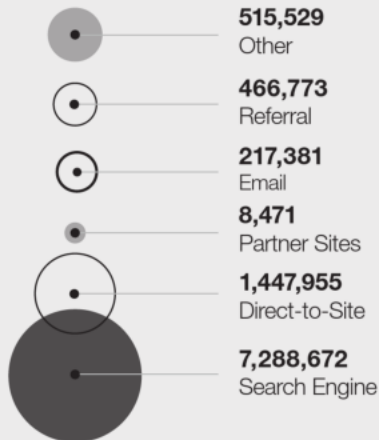 515,529
Other
466,773
Referral
217,381
Email
8,471
Partner Sites
1,447,955
Direct-to-Site
7,288,672
Search Engine